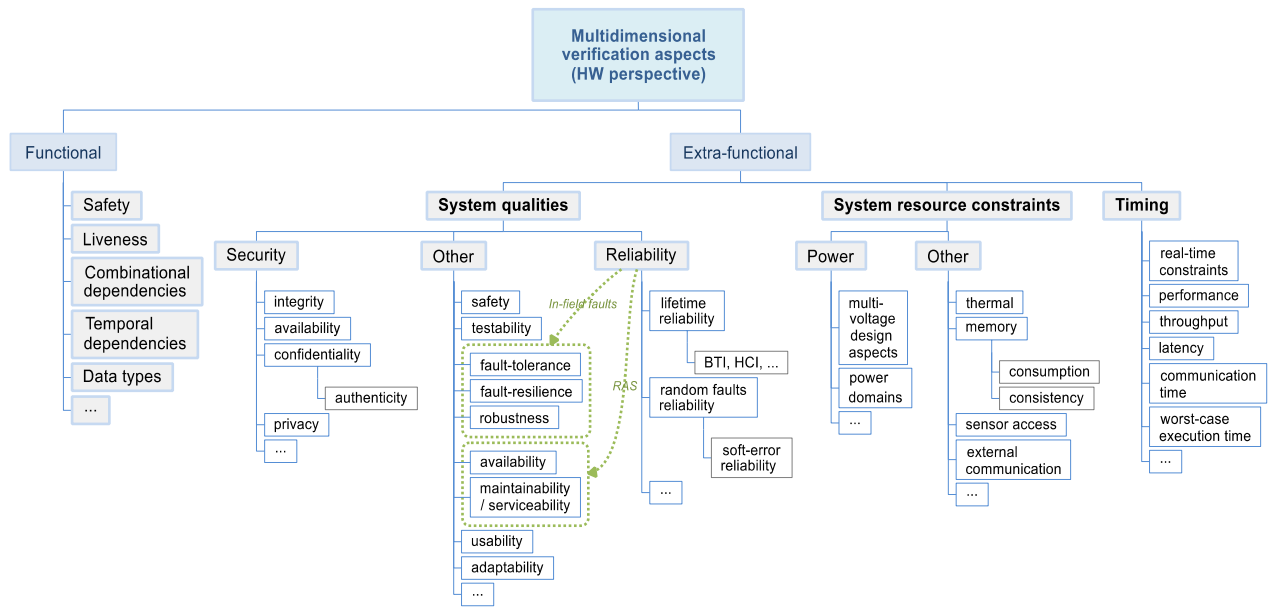 Multidimensional
verification aspects
(HW perspective)
Functional
Extra-functional
Safety
Liveness
Combinational
dependencies
Temporal
dependencies
Data types
...
System qualities
System resource constraints
Timing
Security
Other
Reliability
Power
Other
integrity
availability
confidentiality
authenticity
privacy
...
safety
testability
fault-tolerance
fault-resilience
robustness
availability
maintainability
/ serviceability
usability
adaptability
...
In-field faults
RAS
lifetime
reliability
BTI, HCI, ...
random faults
reliability
soft-error
reliability
...
multi-
voltage
design
aspects
power
domains
...
thermal
memory
consumption
consistency
sensor access
external
communication
...
real-time
constraints
performance
throughput
latency
communication
time
worst-case
execution time
...